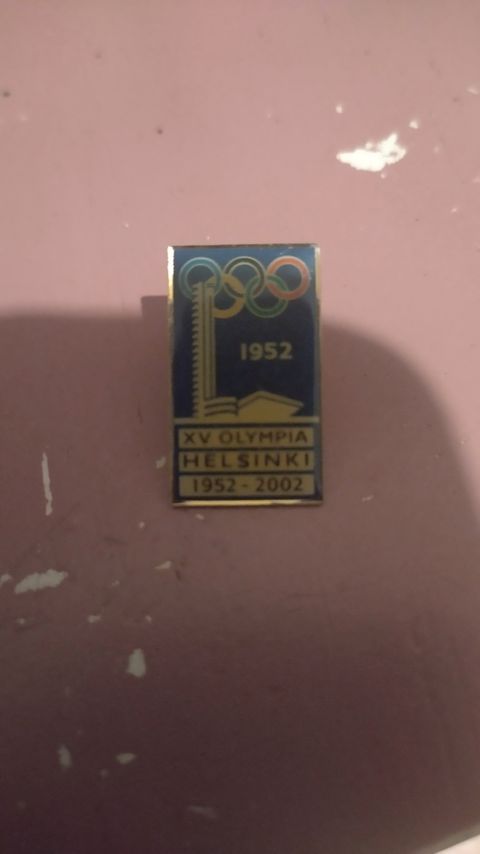 1952
XV OLYMPIA
HELSINKI
1952 - 2002